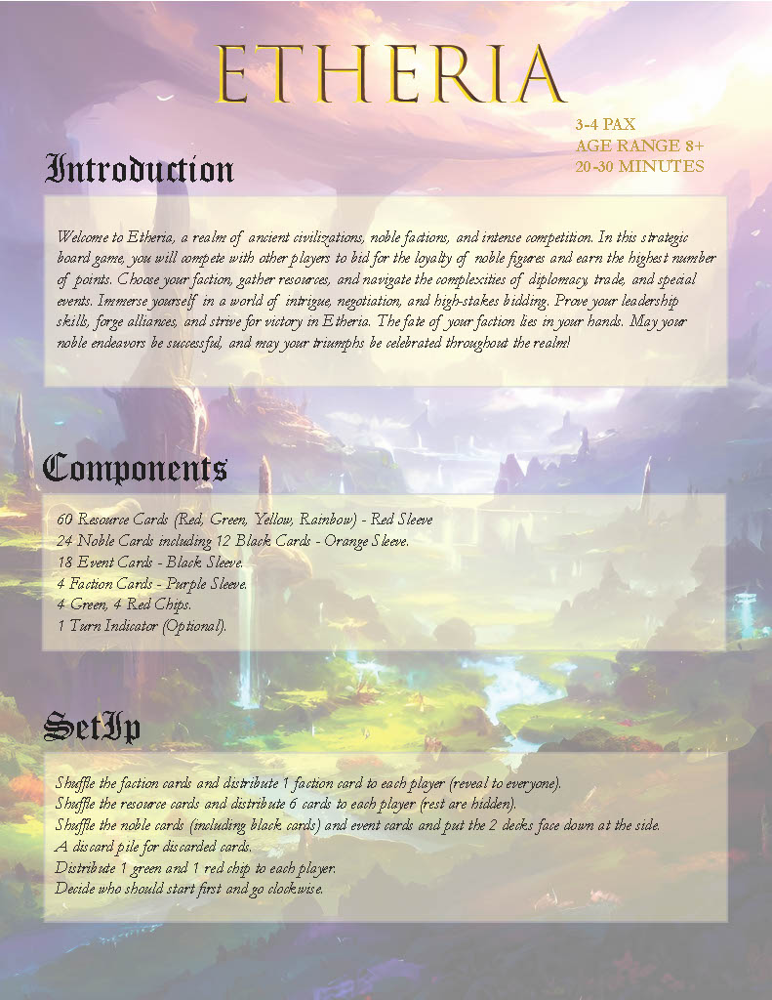 ETHERIA
3-4 PAX
AGE RANGE 8+
20-30 MINUTES
Introduction
Welcome to Etheria, a realm of ancient civilizations, noble factions, and intense competition. In this strategic
board game, you will compete with other players to bid for the loyalty of noble figures and earn the highest number
of points. Choose your faction, gather resources, and navigate the complexities of diplomacy, trade, and special
events. Immerse yourself in a world of intrigue, negotiation, and high-stakes bidding. Prove your leadership
skills, forge alliances, and strive for victory in Etheria. The fate of your faction lies in your hands. May your
noble endeavors be successful, and may your triumphs be celebrated throughout the realm!
Components
60 Resource Cards (Red, Green, Yellow, Rainbow) - Red Sleeve
24 Noble Cards including 12 Black Cards - Orange Sleeve.
18 Event Cards - Black Sleeve.
4 Faction Cards - Purple Sleeve.
4 Green, 4 Red Chips.
1 Turn Indicator (Optional).
SetUp
Shuffle the faction cards and distribute 1 faction card to each player (reveal to everyone).
Shuffle the resource cards and distribute 6 cards to each player (rest are hidden).
Shuffle the noble cards (including black cards) and event cards and put the 2 decks face down at the side.
A discard pile for discarded cards.
Distribute 1 green and 1 red chip to each player.
Decide who should start first and go clockwise.